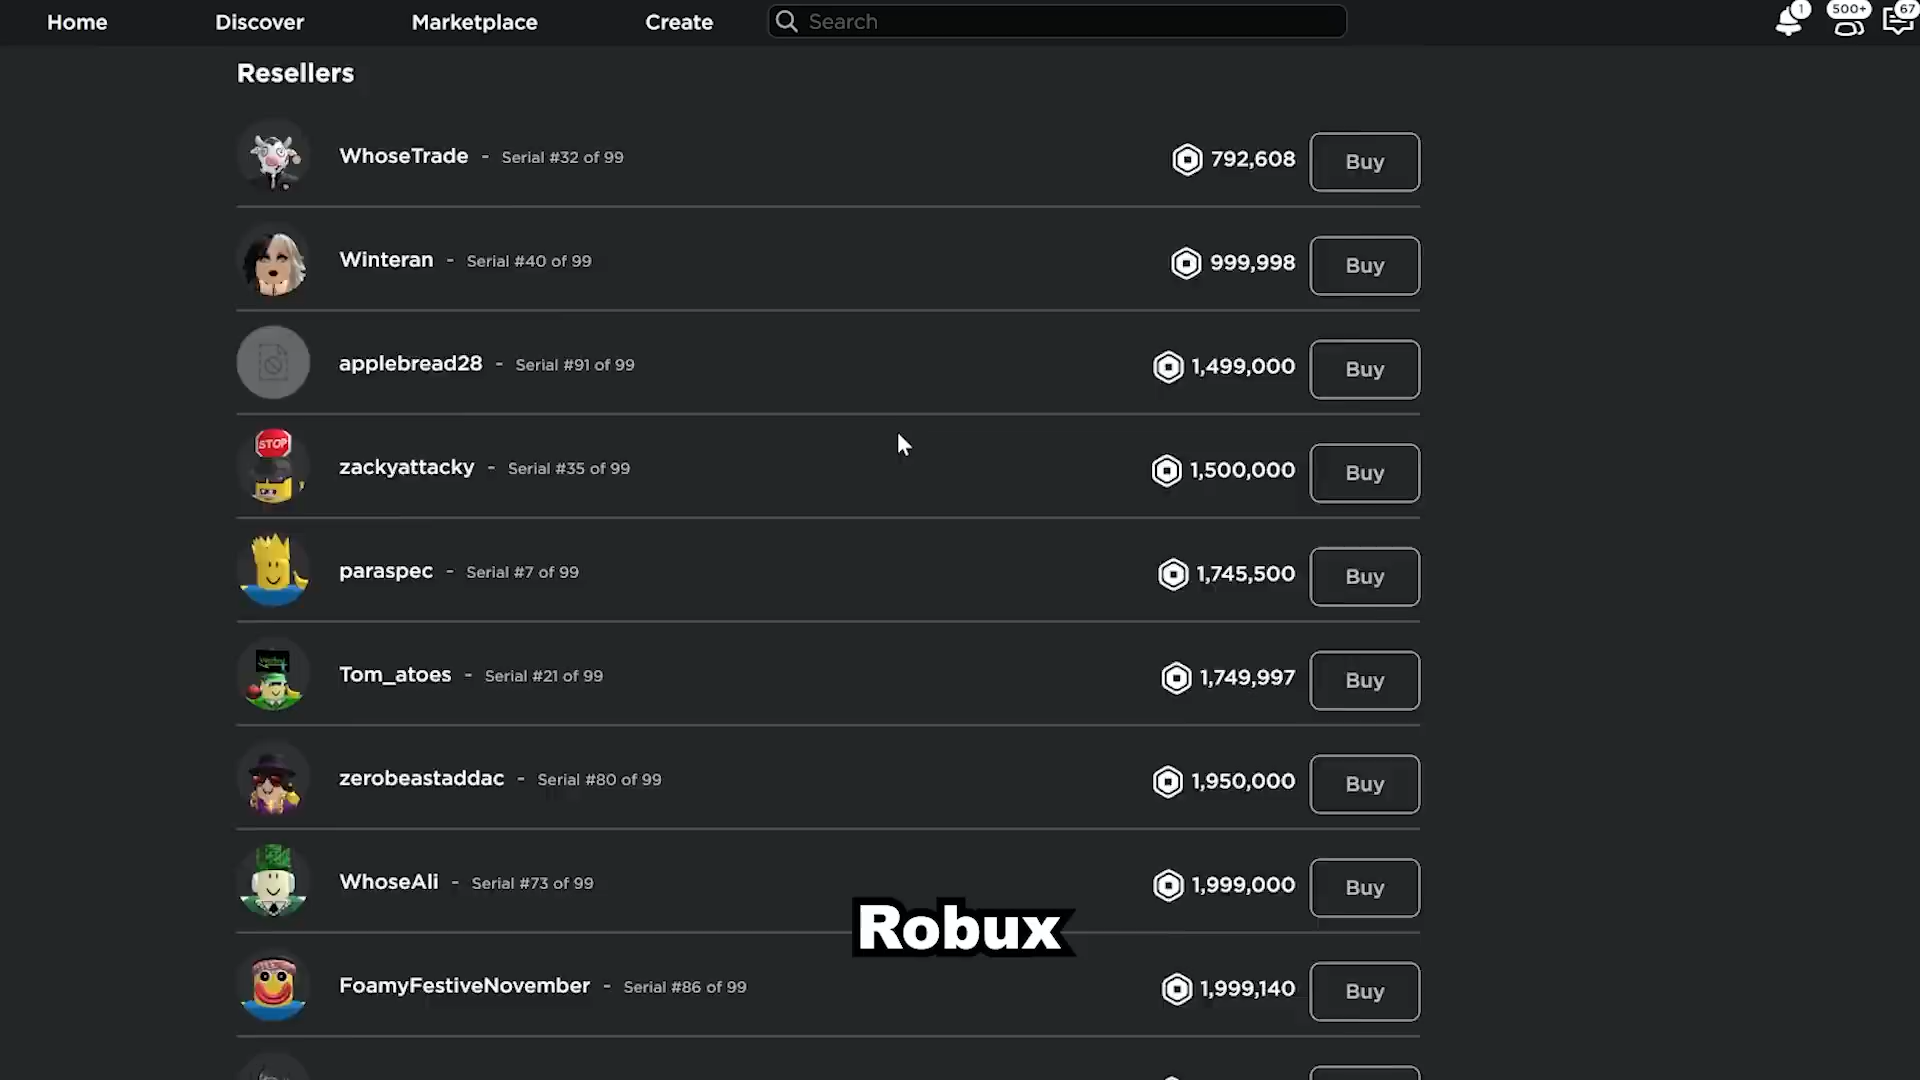 Home Discover Marketplace Create Search 1 500+ 67
Resellers
WhoseTrade - Serial #32 of 99 792,608 Buy
Winteran - Serial #40 of 99 999,998 Buy
applebread28 - Serial #91 of 99 1,499,000 Buy
STOP
zackyattacky - Serial #35 of 99 1,500,000 Buy
paraspec - Serial #7 of 99 1,745,500 Buy
Tom_atoes - Serial #21 of 99 1,749,997 Buy
zerobeastaddac - Serial #80 of 99 1,950,000 Buy
WhoseAli - Serial #73 of 99 1,999,000 Buy
Robux
FoamyFestiveNovember - Serial #86 of 99 1,999,140 Buy